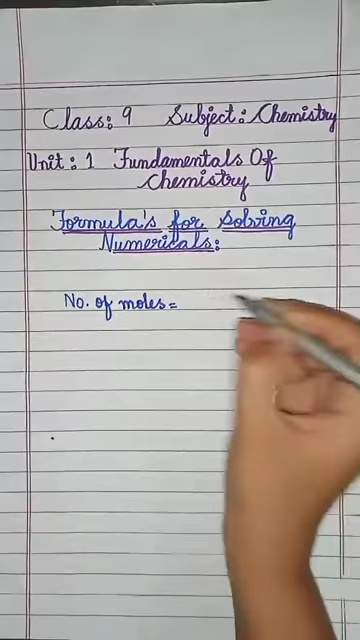 Class: 9 Subject: Chemistry
Unit: 1 Fundamentals Of
Chemistry
Formula's for Solving
Numericals:
No. of moles =